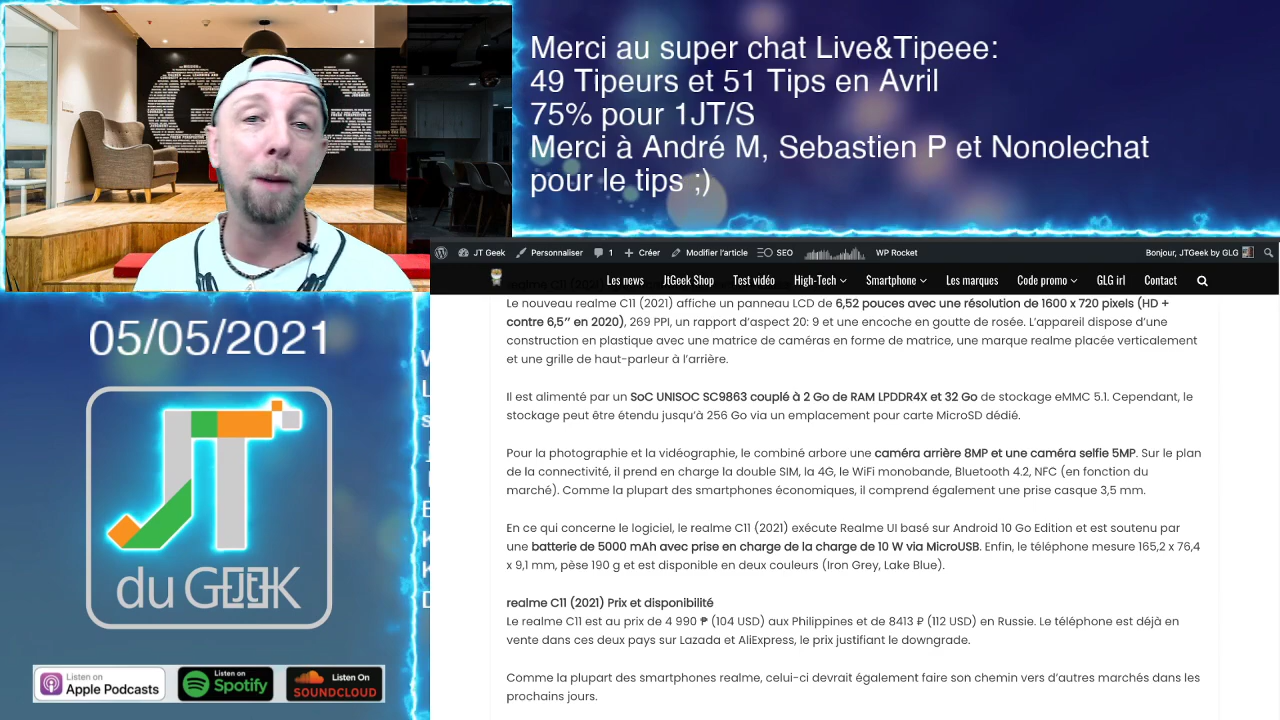 Merci au super chat Live&Tipeee:
49 Tipeurs et 51 Tips en Avril
75% pour 1JT/S
Merci à André M, Sebastien P et Nonolechat
pour le tips ;)
JT Geek Personnaliser 1 Créer Modifier l'article SEO WP Rocket Bonjour, JTGeek by GLG
Les news JtGeek Shop Test vidéo High-Tech Smartphone Les marques Code promo GLG irl Contact
Le nouveau realme C11 (2021) affiche un panneau LCD de 6,52 pouces avec une résolution de 1600 x 720 pixels (HD +
contre 6,5″ en 2020), 269 PPI, un rapport d'aspect 20: 9 et une encoche en goutte de rosée. L'appareil dispose d'une
construction en plastique avec une matrice de caméras en forme de matrice, une marque realme placée verticalement
et une grille de haut-parleur à l'arrière.
Il est alimenté par un SoC UNISOC SC9863 couplé à 2 Go de RAM LPDDR4X et 32 Go de stockage eMMC 5.1. Cependant, le
stockage peut être étendu jusqu'à 256 Go via un emplacement pour carte MicroSD dédié.
Pour la photographie et la vidéographie, le combiné arbore une caméra arrière 8MP et une caméra selfie 5MP. Sur le plan
de la connectivité, il prend en charge la double SIM, la 4G, le WiFi monobande, Bluetooth 4.2, NFC (en fonction du
marché). Comme la plupart des smartphones économiques, il comprend également une prise casque 3,5 mm.
En ce qui concerne le logiciel, le realme C11 (2021) exécute Realme UI basé sur Android 10 Go Edition et est soutenu par
une batterie de 5000 mAh avec prise en charge de la charge de 10 W via MicroUSB. Enfin, le téléphone mesure 165,2 x 76,4
x 9,1 mm, pèse 190 g et est disponible en deux couleurs (Iron Grey, Lake Blue).
realme C11 (2021) Prix et disponibilité
Le realme C11 est au prix de 4 990 ₱ (104 USD) aux Philippines et de 8413 ₽ (112 USD) en Russie. Le téléphone est déjà en
vente dans ces deux pays sur Lazada et AliExpress, le prix justifiant le downgrade.
Comme la plupart des smartphones realme, celui-ci devrait également faire son chemin vers d'autres marchés dans les
prochains jours.
05/05/2021
JT
du GEEK
Listen on
Apple Podcasts
Listen on
Spotify
Listen On
SOUNDCLOUD